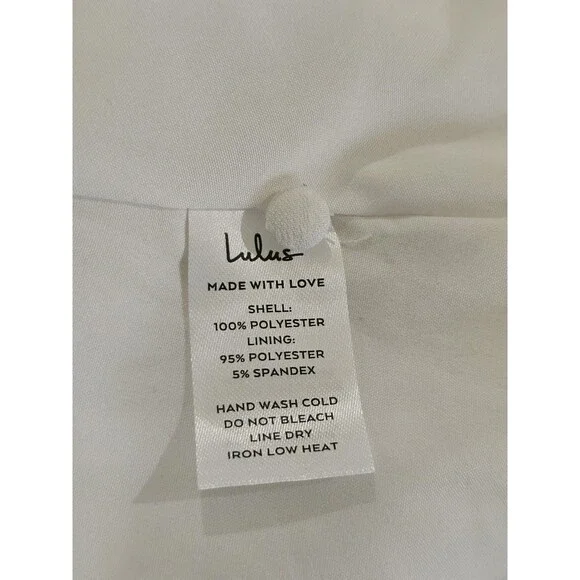 Lulus
MADE WITH LOVE
SHELL:
100% POLYESTER
LINING:
95% POLYESTER
5% SPANDEX
HAND WASH COLD
DO NOT BLEACH
LINE DRY
IRON LOW HEAT